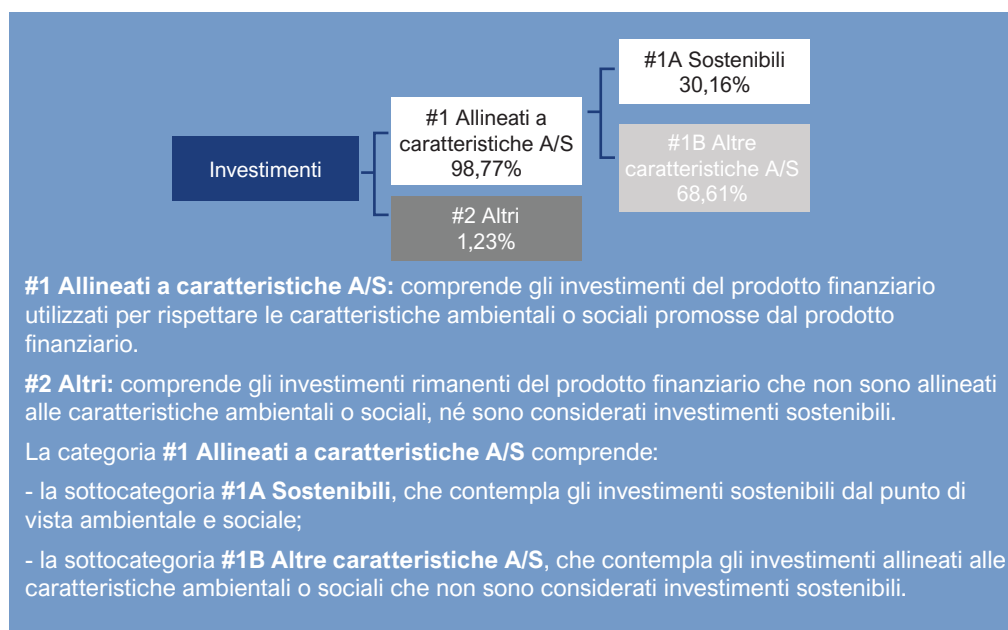 #1A Sostenibili
30,16%
#1 Allineati a
caratteristiche A/S
98,77%
#1B Altre
caratteristiche A/S
68,61%
Investimenti
#2 Altri
1,23%
#1 Allineati a caratteristiche A/S: comprende gli investimenti del prodotto finanziario
utilizzati per rispettare le caratteristiche ambientali o sociali promosse dal prodotto
finanziario.
#2 Altri: comprende gli investimenti rimanenti del prodotto finanziario che non sono allineati
alle caratteristiche ambientali o sociali, né sono considerati investimenti sostenibili.
La categoria #1 Allineati a caratteristiche A/S comprende:
- la sottocategoria #1A Sostenibili, che contempla gli investimenti sostenibili dal punto di
vista ambientale e sociale;
- la sottocategoria #1B Altre caratteristiche A/S, che contempla gli investimenti allineati alle
caratteristiche ambientali o sociali che non sono considerati investimenti sostenibili.